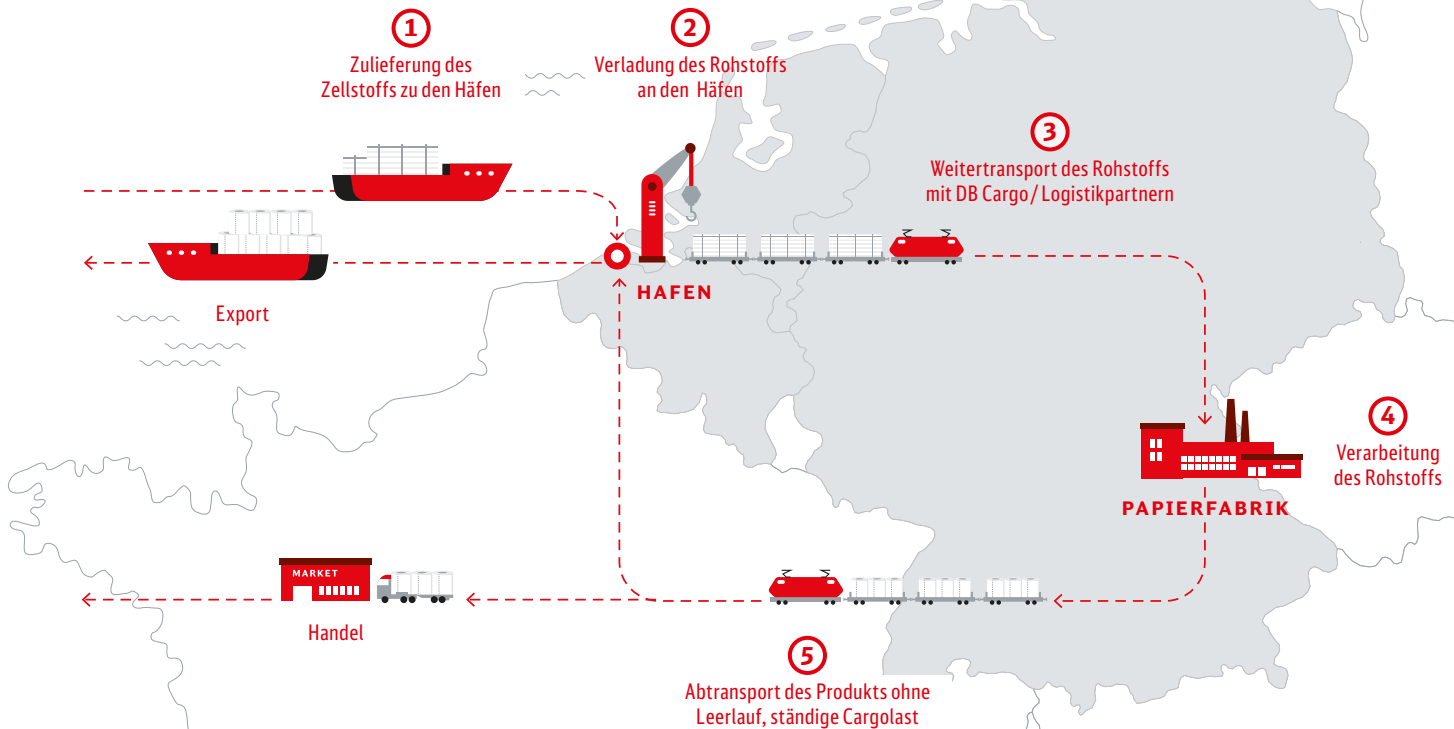 1
Zulieferung des
Zellstoffs zu den Häfen
2
Verladung des Rohstoffs
an den Häfen
3
Weitertransport des Rohstoffs
mit DB Cargo / Logistikpartnern
HAFEN
Export
4
Verarbeitung
des Rohstoffs
PAPIERFABRIK
MARKET
Handel
5
Abtransport des Produkts ohne
Leerlauf, ständige Cargolast